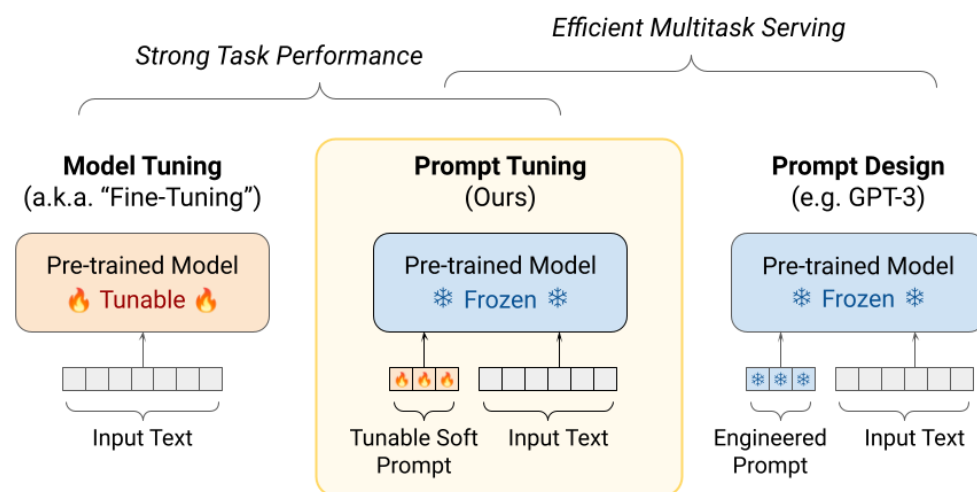 Efficient Multitask Serving
Strong Task Performance
Model Tuning
(a.k.a. “Fine-Tuning”)
Pre-trained Model
🔥 Tunable 🔥
Input Text
Prompt Tuning
(Ours)
Pre-trained Model
❄ Frozen ❄
Tunable Soft
Prompt
Input Text
Prompt Design
(e.g. GPT-3)
Pre-trained Model
❄ Frozen ❄
Engineered
Prompt
Input Text